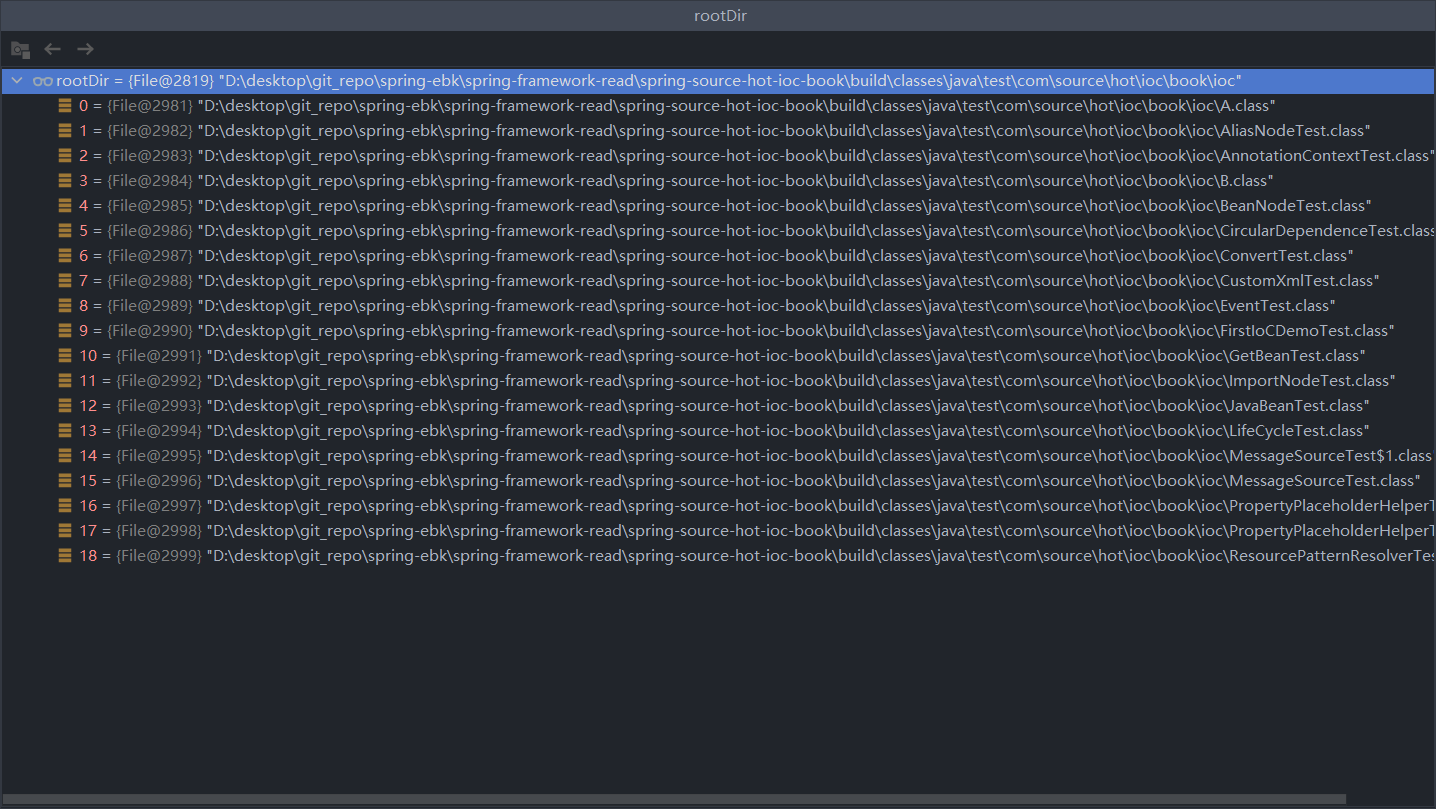 rootDir
rootDir = {File@2819} "D:\desktop\git_repo\spring-ebk\spring-framework-read\spring-source-hot-ioc-book\build\classes\java\test\com\source\hot\ioc\book\ioc"
0 = {File@2981} "D:\desktop\git_repo\spring-ebk\spring-framework-read\spring-source-hot-ioc-book\build\classes\java\test\com\source\hot\ioc\book\ioc\A.class"
1 = {File@2982} "D:\desktop\git_repo\spring-ebk\spring-framework-read\spring-source-hot-ioc-book\build\classes\java\test\com\source\hot\ioc\book\ioc\AliasNodeTest.class"
2 = {File@2983} "D:\desktop\git_repo\spring-ebk\spring-framework-read\spring-source-hot-ioc-book\build\classes\java\test\com\source\hot\ioc\book\ioc\AnnotationContextTest.class"
3 = {File@2984} "D:\desktop\git_repo\spring-ebk\spring-framework-read\spring-source-hot-ioc-book\build\classes\java\test\com\source\hot\ioc\book\ioc\B.class"
4 = {File@2985} "D:\desktop\git_repo\spring-ebk\spring-framework-read\spring-source-hot-ioc-book\build\classes\java\test\com\source\hot\ioc\book\ioc\BeanNodeTest.class"
5 = {File@2986} "D:\desktop\git_repo\spring-ebk\spring-framework-read\spring-source-hot-ioc-book\build\classes\java\test\com\source\hot\ioc\book\ioc\CircularDependenceTest.class
6 = {File@2987} "D:\desktop\git_repo\spring-ebk\spring-framework-read\spring-source-hot-ioc-book\build\classes\java\test\com\source\hot\ioc\book\ioc\ConvertTest.class"
7 = {File@2988} "D:\desktop\git_repo\spring-ebk\spring-framework-read\spring-source-hot-ioc-book\build\classes\java\test\com\source\hot\ioc\book\ioc\CustomXmlTest.class"
8 = {File@2989} "D:\desktop\git_repo\spring-ebk\spring-framework-read\spring-source-hot-ioc-book\build\classes\java\test\com\source\hot\ioc\book\ioc\EventTest.class"
9 = {File@2990} "D:\desktop\git_repo\spring-ebk\spring-framework-read\spring-source-hot-ioc-book\build\classes\java\test\com\source\hot\ioc\book\ioc\FirstIoCDemoTest.class"
10 = {File@2991} "D:\desktop\git_repo\spring-ebk\spring-framework-read\spring-source-hot-ioc-book\build\classes\java\test\com\source\hot\ioc\book\ioc\GetBeanTest.class"
11 = {File@2992} "D:\desktop\git_repo\spring-ebk\spring-framework-read\spring-source-hot-ioc-book\build\classes\java\test\com\source\hot\ioc\book\ioc\ImportNodeTest.class"
12 = {File@2993} "D:\desktop\git_repo\spring-ebk\spring-framework-read\spring-source-hot-ioc-book\build\classes\java\test\com\source\hot\ioc\book\ioc\JavaBeanTest.class"
13 = {File@2994} "D:\desktop\git_repo\spring-ebk\spring-framework-read\spring-source-hot-ioc-book\build\classes\java\test\com\source\hot\ioc\book\ioc\LifeCycleTest.class"
14 = {File@2995} "D:\desktop\git_repo\spring-ebk\spring-framework-read\spring-source-hot-ioc-book\build\classes\java\test\com\source\hot\ioc\book\ioc\MessageSourceTest$1.class
15 = {File@2996} "D:\desktop\git_repo\spring-ebk\spring-framework-read\spring-source-hot-ioc-book\build\classes\java\test\com\source\hot\ioc\book\ioc\MessageSourceTest.class"
16 = {File@2997} "D:\desktop\git_repo\spring-ebk\spring-framework-read\spring-source-hot-ioc-book\build\classes\java\test\com\source\hot\ioc\book\ioc\PropertyPlaceholderHelperT
17 = {File@2998} "D:\desktop\git_repo\spring-ebk\spring-framework-read\spring-source-hot-ioc-book\build\classes\java\test\com\source\hot\ioc\book\ioc\PropertyPlaceholderHelperT
18 = {File@2999} "D:\desktop\git_repo\spring-ebk\spring-framework-read\spring-source-hot-ioc-book\build\classes\java\test\com\source\hot\ioc\book\ioc\ResourcePatternResolverTes